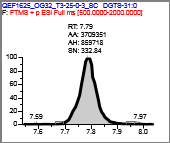 QEF1625_OG32_T3-25-0-3_SC DGTS-31:0
F: FTMS + p ESI Full ms [500.0000-2000.0000]
RT: 7.79
AA: 3709351
AH: 859718
SN: 332.84
100
80
60
40
20
0
7.59
7.97
7.6 7.7 7.8 7.9 8.0